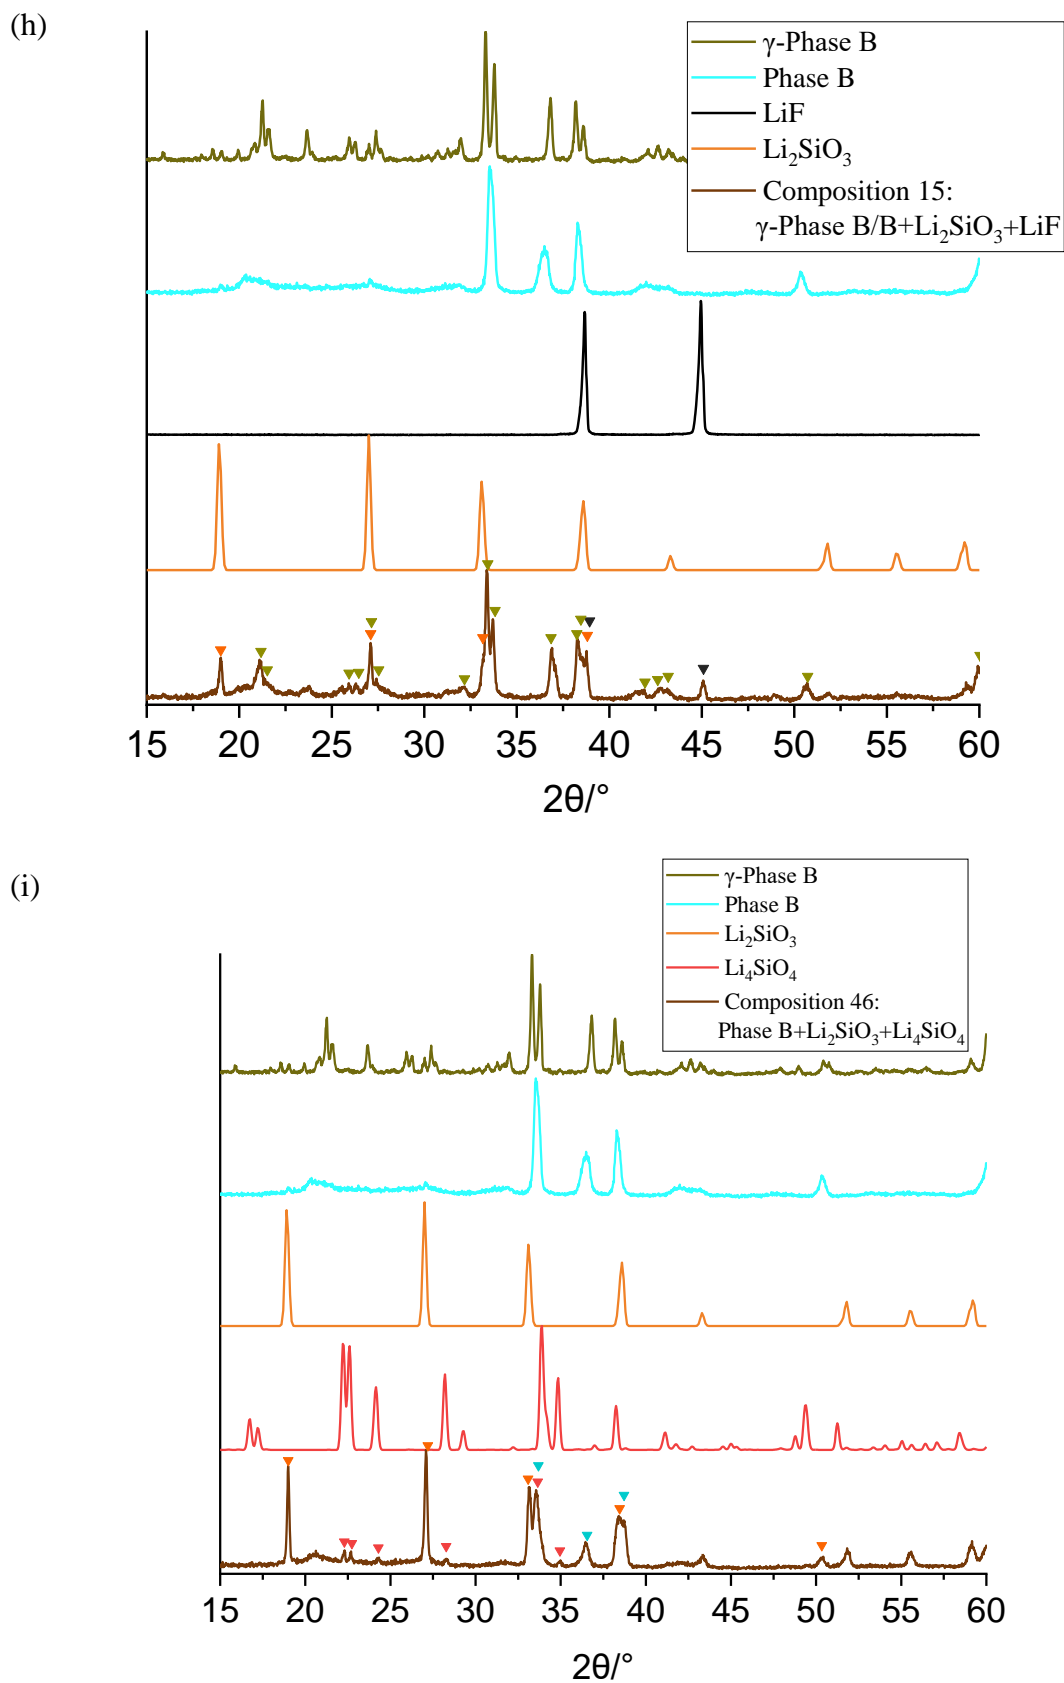 (h)
γ-Phase B
Phase B
LiF
Li₂SiO₃
Composition 15:
γ-Phase B/B+Li₂SiO₃+LiF
15 20 25 30 35 40 45 50 55 60
2θ/°
(i)
γ-Phase B
Phase B
Li₂SiO₃
Li₄SiO₄
Composition 46:
Phase B+Li₂SiO₃+Li₄SiO₄
15 20 25 30 35 40 45 50 55 60
2θ/°